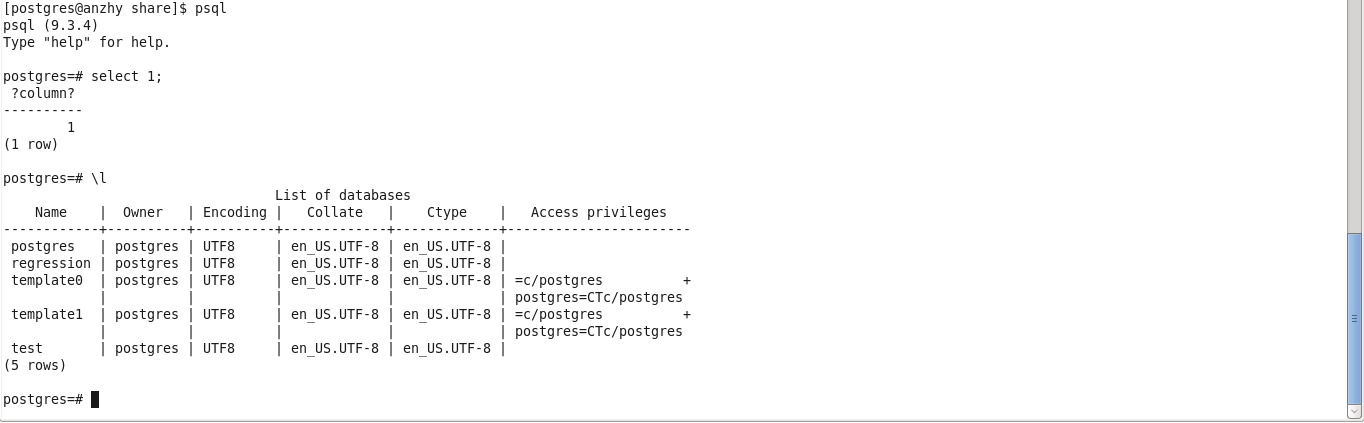 [postgres@anzhy share]$ psql
psql (9.3.4)
Type "help" for help.
postgres=# select 1;
 ?column?
----------
        1
(1 row)
postgres=# \l
                                  List of databases
    Name    |  Owner   | Encoding |   Collate   |    Ctype    |   Access privileges
------------+----------+----------+-------------+-------------+-----------------------
 postgres   | postgres | UTF8     | en_US.UTF-8 | en_US.UTF-8 |
 regression | postgres | UTF8     | en_US.UTF-8 | en_US.UTF-8 |
 template0  | postgres | UTF8     | en_US.UTF-8 | en_US.UTF-8 | =c/postgres          +
            |          |          |             |             | postgres=CTc/postgres
 template1  | postgres | UTF8     | en_US.UTF-8 | en_US.UTF-8 | =c/postgres          +
            |          |          |             |             | postgres=CTc/postgres
 test       | postgres | UTF8     | en_US.UTF-8 | en_US.UTF-8 |
(5 rows)
postgres=#